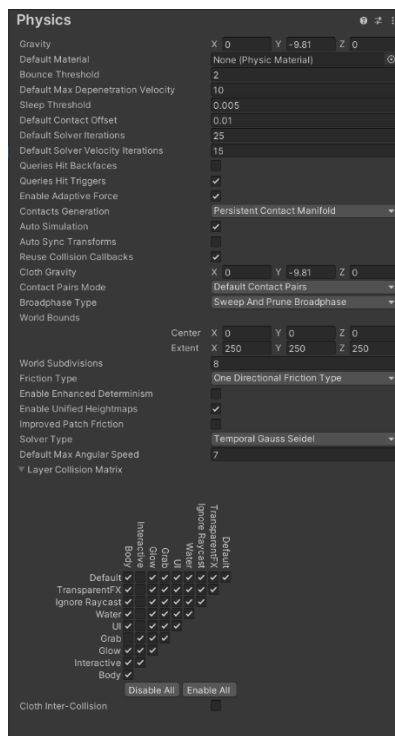 Physics
Gravity X 0 Y -9.81 Z 0
Default Material None (Physic Material)
Bounce Threshold 2
Default Max Depenetration Velocity 10
Sleep Threshold 0.005
Default Contact Offset 0.01
Default Solver Iterations 25
Default Solver Velocity Iterations 15
Queries Hit Backfaces
Queries Hit Triggers
Enable Adaptive Force
Contacts Generation Persistent Contact Manifold
Auto Simulation
Auto Sync Transforms
Reuse Collision Callbacks
Cloth Gravity X 0 Y -9.81 Z 0
Contact Pairs Mode Default Contact Pairs
Broadphase Type Sweep And Prune Broadphase
World Bounds
Center X 0 Y 0 Z 0
Extent X 250 Y 250 Z 250
World Subdivisions 8
Friction Type One Directional Friction Type
Enable Enhanced Determinism
Enable Unified Heightmaps
Improved Patch Friction
Solver Type Temporal Gauss Seidel
Default Max Angular Speed 7
Layer Collision Matrix
Body Interactive Glow Grab UI Water Ignore Raycast TransparentFX Default
Default
TransparentFX
Ignore Raycast
Water
UI
Grab
Glow
Interactive
Body
Disable All Enable All
Cloth Inter-Collision